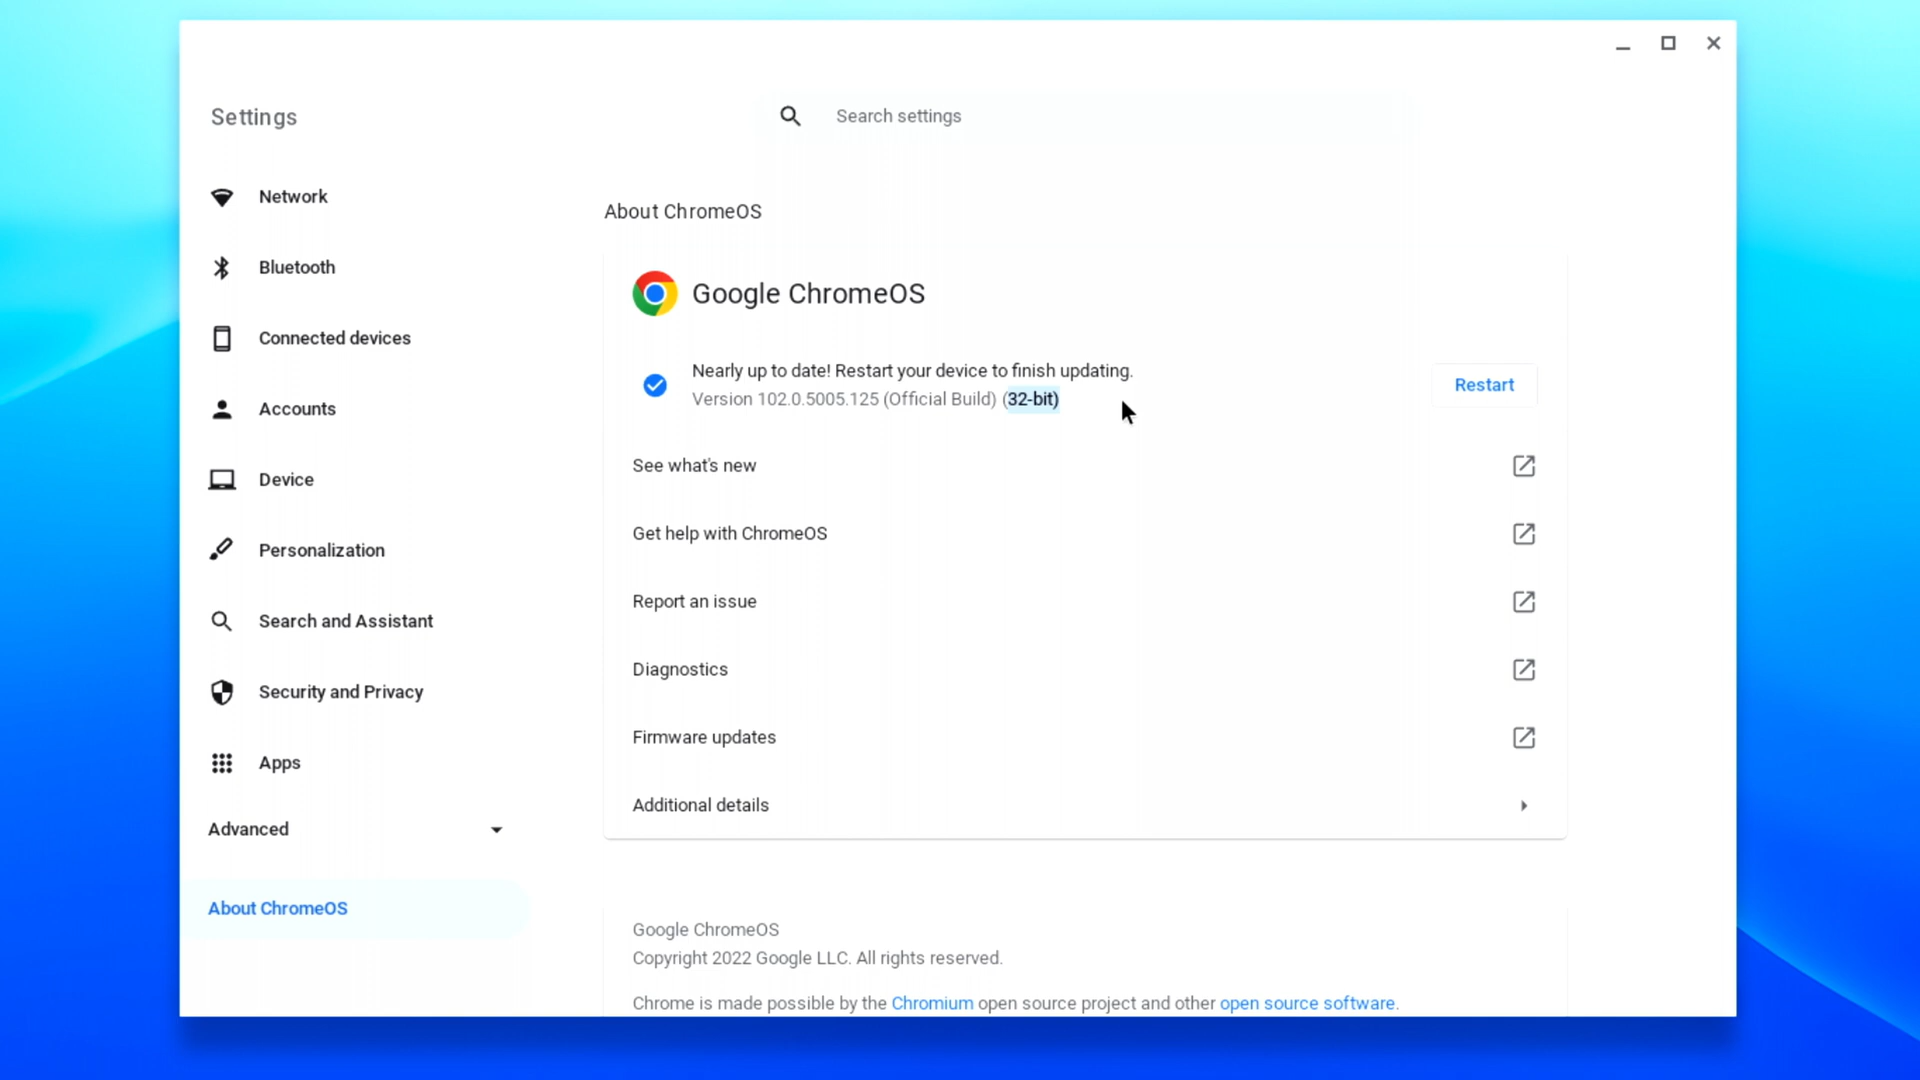 Settings
Search settings
Network
Bluetooth
Connected devices
Accounts
Device
Personalization
Search and Assistant
Security and Privacy
Apps
Advanced
About ChromeOS
About ChromeOS
Google ChromeOS
Nearly up to date! Restart your device to finish updating.
Version 102.0.5005.125 (Official Build) (32-bit)
Restart
See what's new
Get help with ChromeOS
Report an issue
Diagnostics
Firmware updates
Additional details
Google ChromeOS
Copyright 2022 Google LLC. All rights reserved.
Chrome is made possible by the Chromium open source project and other open source software.